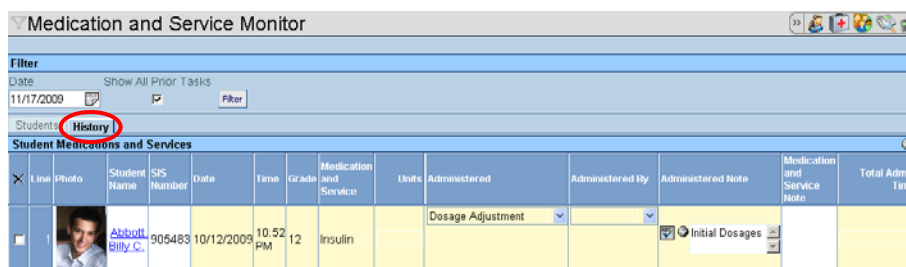 Medication and Service Monitor
Filter
Date Show All Prior Tasks
11/17/2009 Filter
Students History
Student Medications and Services
Line Photo Student Name SIS Number Date Time Grade Medication and Service Units Administered Administered By Administered Note Medication and Service Note Total Adm
1 Abbott, Billy C. 905483 10/12/2009 10:52 PM 12 Insulin Dosage Adjustment Initial Dosages